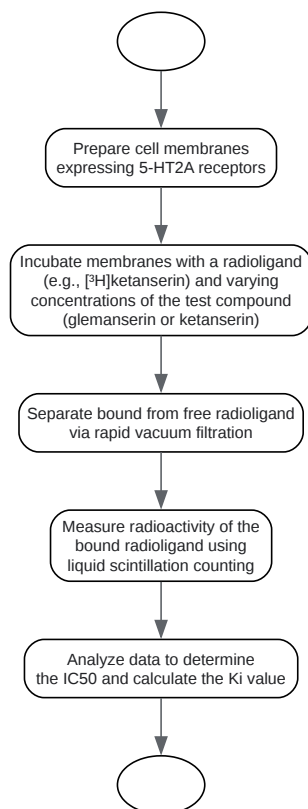 Prepare cell membranes
expressing 5-HT2A receptors
Incubate membranes with a radioligand
(e.g., [³H]ketanserin) and varying
concentrations of the test compound
(glemanserin or ketanserin)
Separate bound from free radioligand
via rapid vacuum filtration
Measure radioactivity of the
bound radioligand using
liquid scintillation counting
Analyze data to determine
the IC50 and calculate the Ki value